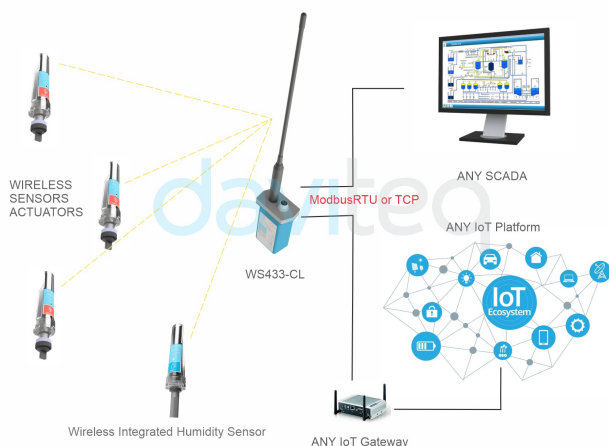 WIRELESS
SENSORS
ACTUATORS
daviteq
WS433-CL
ModbusRTU or TCP
ANY SCADA
ANY IoT Platform
IoT
Ecosystem
Wireless Integrated Humidity Sensor
ANY IoT Gateway